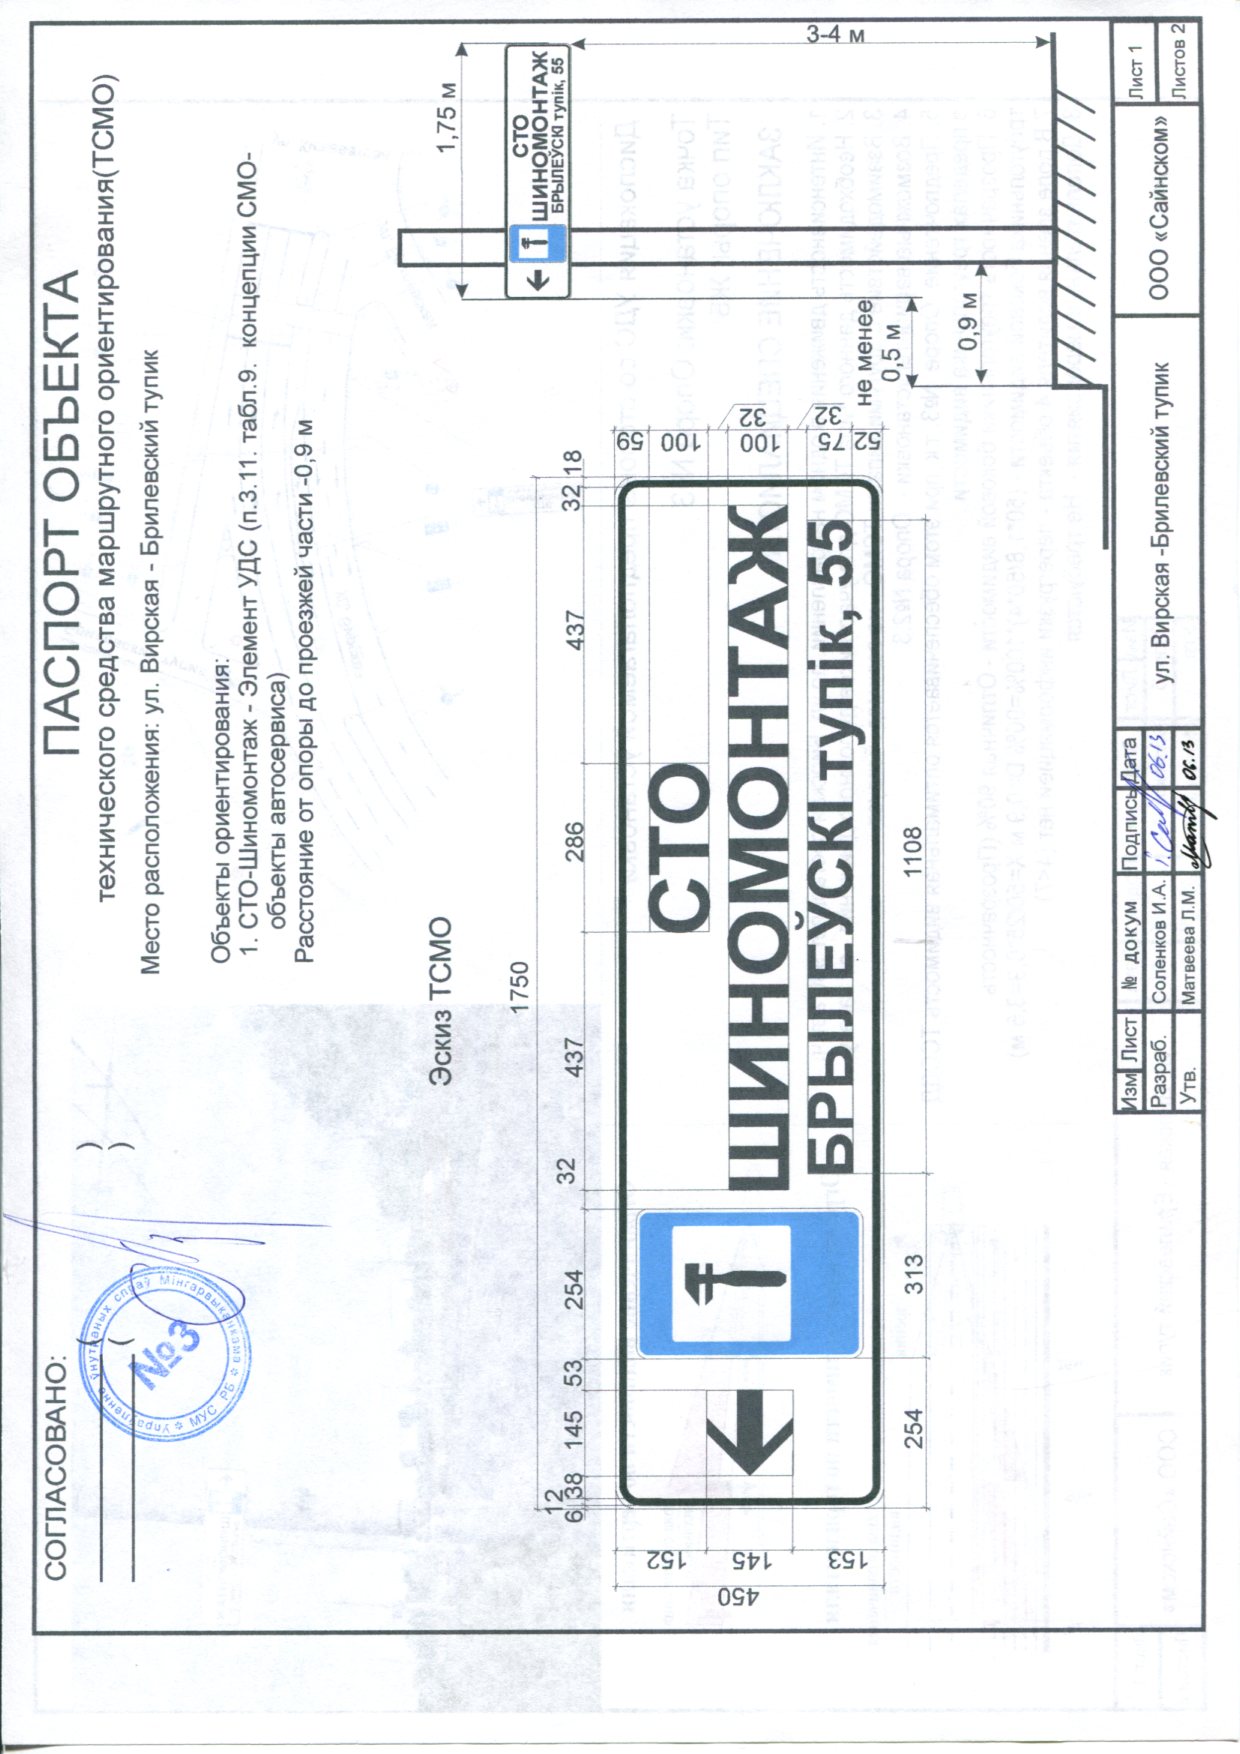 СОГЛАСОВАНО:
( )
( )
Упраўленне ўнутраных спраў Мінгарвыканкама * МУС РБ *
№3
ПАСПОРТ ОБЪЕКТА
технического средства маршрутного ориентирования(ТСМО)
Место расположения: ул. Вирская - Брилевский тупик
Объекты ориентирования:
1. СТО-Шиномонтаж - Элемент УДС (п.3.11. табл.9. концепции СМО-
объекты автосервиса)
Расстояние от опоры до проезжей части -0,9 м
Эскиз ТСМО
1750
12
6 38 145 53 254 32 437 286 437 32 18
СТО
ШИНОМОНТАЖ
БРЫЛЕЎСКІ тупік, 55
450
152
145
153
59
100
32
100
32
75
52
254 313 1108
1,75 м
3-4 м
СТО
ШИНОМОНТАЖ
БРЫЛЕЎСКІ тупік, 55
не менее
0,5 м
0,9 м
Изм Лист № докум Подпись Дата
Разраб. Соленков И.А. 06.13
Утв. Матвеева Л.М. 06.13
ул. Вирская -Брилевский тупик
ООО «Сайнском»
Лист 1
Листов 2